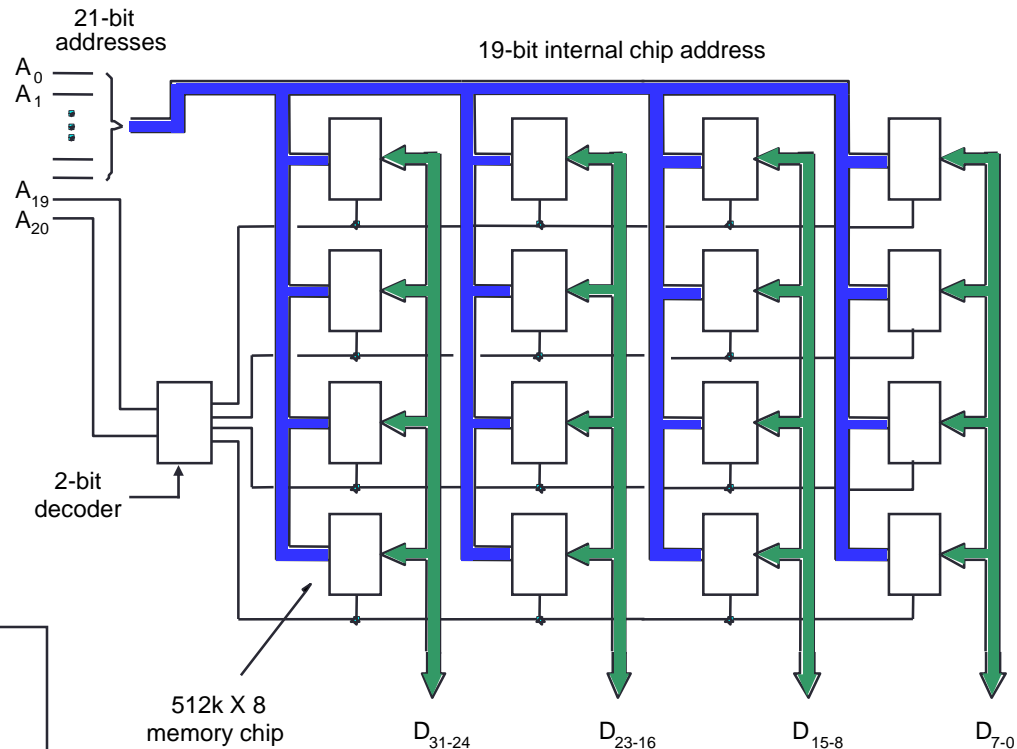 21-bit
addresses
19-bit internal chip address
A0
A1
A19
A20
2-bit
decoder
512k X 8
memory chip
D31-24
D23-16
D15-8
D7-0